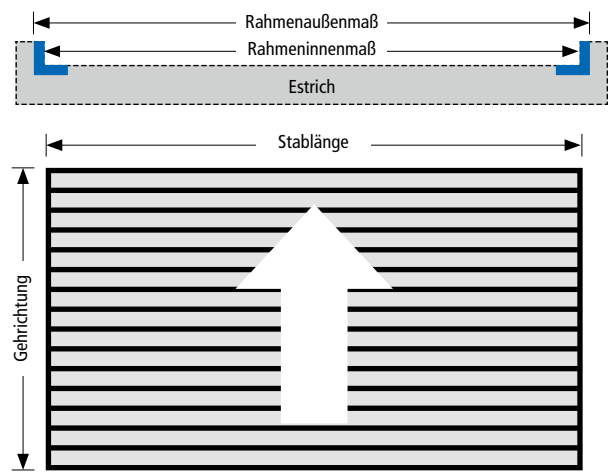 Rahmenaußenmaß
Rahmeninnenmaß
Estrich
Stablänge
Gehrichtung